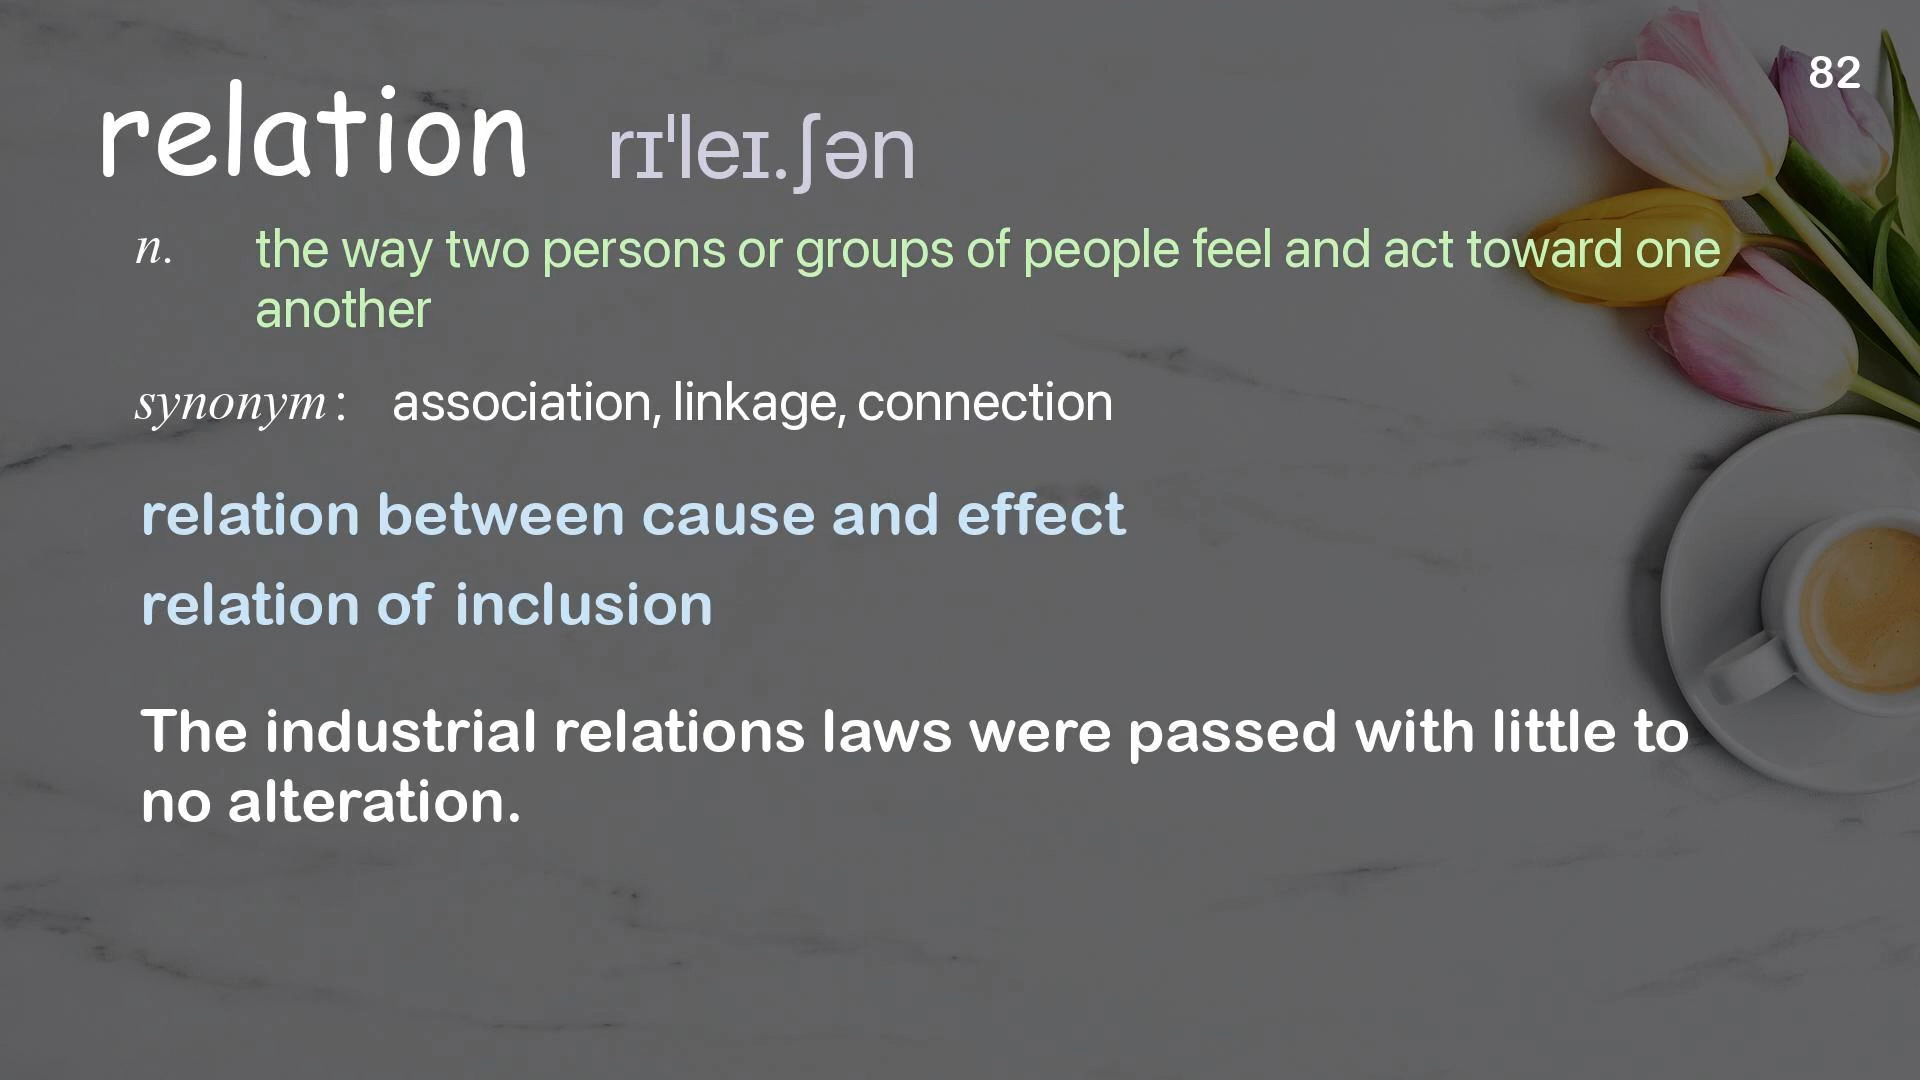 82
relation rɪˈleɪ.ʃən
n. the way two persons or groups of people feel and act toward one
another
synonym: association, linkage, connection
relation between cause and effect
relation of inclusion
The industrial relations laws were passed with little to
no alteration.